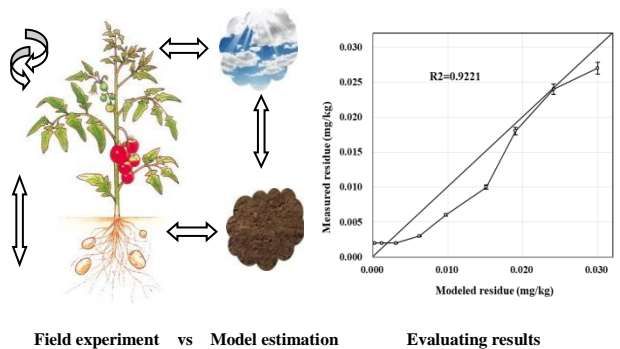 0.030
0.025
R2=0.9221
0.020
0.015
0.010
0.005
0.000
Measured residue (mg/kg)
0.000 0.010 0.020 0.030
Modeled residue (mg/kg)
Field experiment vs Model estimation Evaluating results